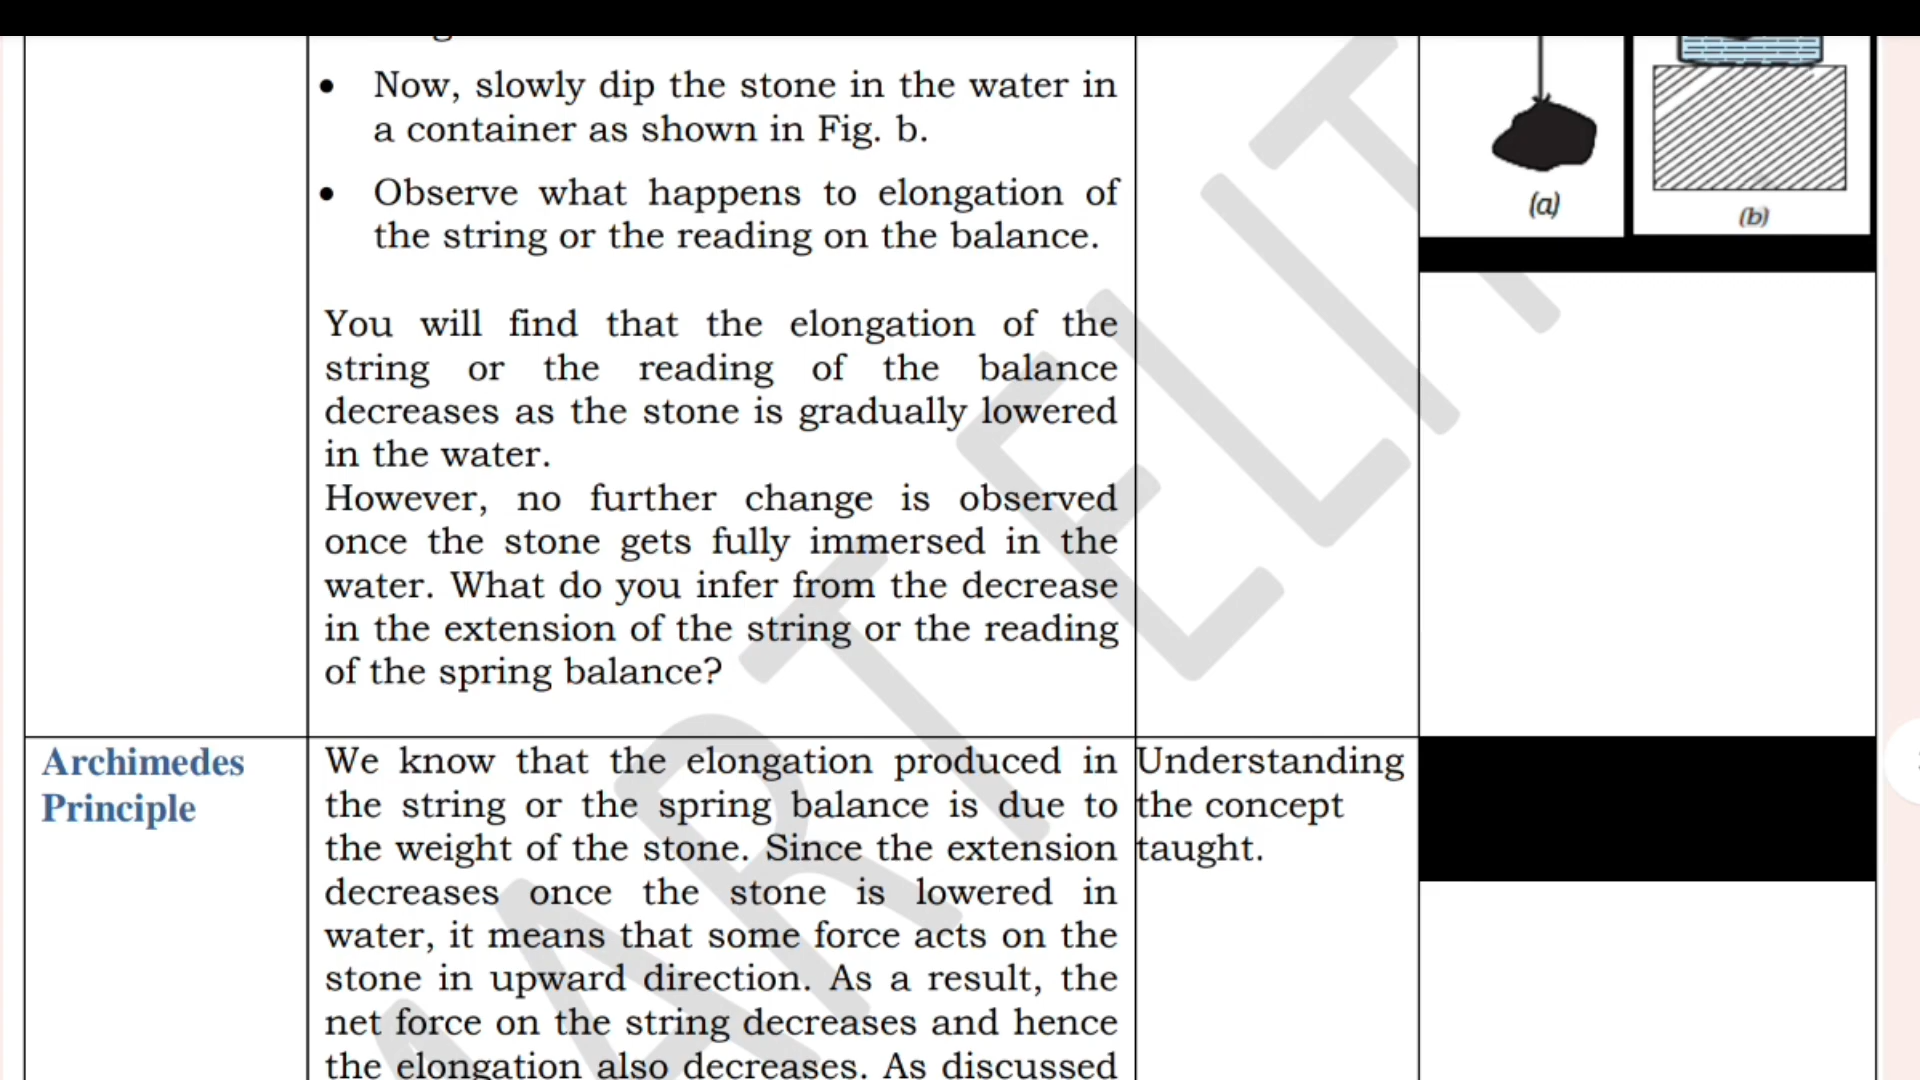 Now, slowly dip the stone in the water in
a container as shown in Fig. b.
Observe what happens to elongation of
the string or the reading on the balance.
You will find that the elongation of the
string or the reading of the balance
decreases as the stone is gradually lowered
in the water.
However, no further change is observed
once the stone gets fully immersed in the
water. What do you infer from the decrease
in the extension of the string or the reading
of the spring balance?
(a)
(b)
Archimedes
Principle
We know that the elongation produced in
the string or the spring balance is due to
the weight of the stone. Since the extension
decreases once the stone is lowered in
water, it means that some force acts on the
stone in upward direction. As a result, the
net force on the string decreases and hence
the elongation also decreases. As discussed
Understanding
the concept
taught.
ART ELIT